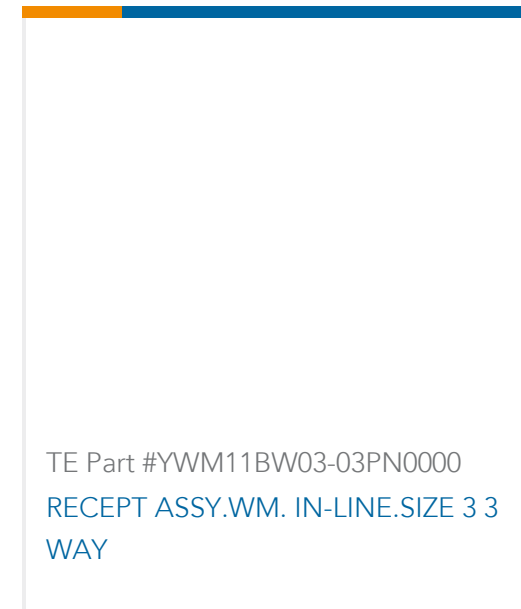 TE Part #YWM11BW03-03PN0000
RECEPT ASSY.WM. IN-LINE.SIZE 3 3
WAY